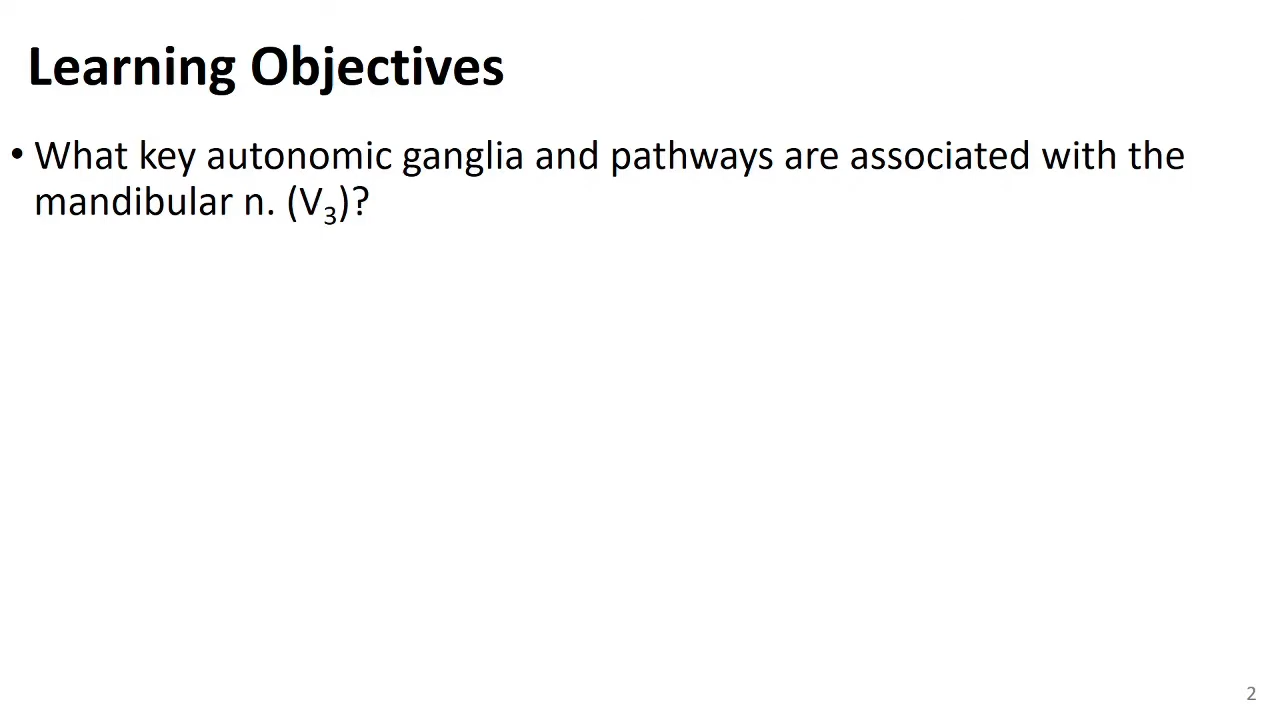 Learning Objectives
• What key autonomic ganglia and pathways are associated with the
mandibular n. (V₃)?
2